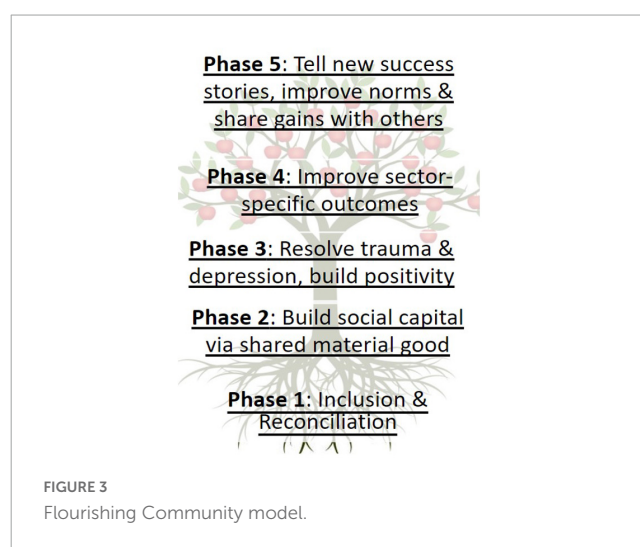 Phase 5: Tell new success
stories, improve norms &
share gains with others
Phase 4: Improve sector-
specific outcomes
Phase 3: Resolve trauma &
depression, build positivity
Phase 2: Build social capital
via shared material good
Phase 1: Inclusion &
Reconciliation
FIGURE 3
Flourishing Community model.